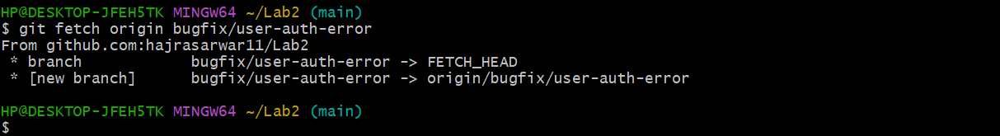 HP@DESKTOP-JFEH5TK MINGW64 ~/Lab2 (main)
$ git fetch origin bugfix/user-auth-error
From github.com:hajrasarwar11/Lab2
 * branch            bugfix/user-auth-error -> FETCH_HEAD
 * [new branch]      bugfix/user-auth-error -> origin/bugfix/user-auth-error

HP@DESKTOP-JFEH5TK MINGW64 ~/Lab2 (main)
$